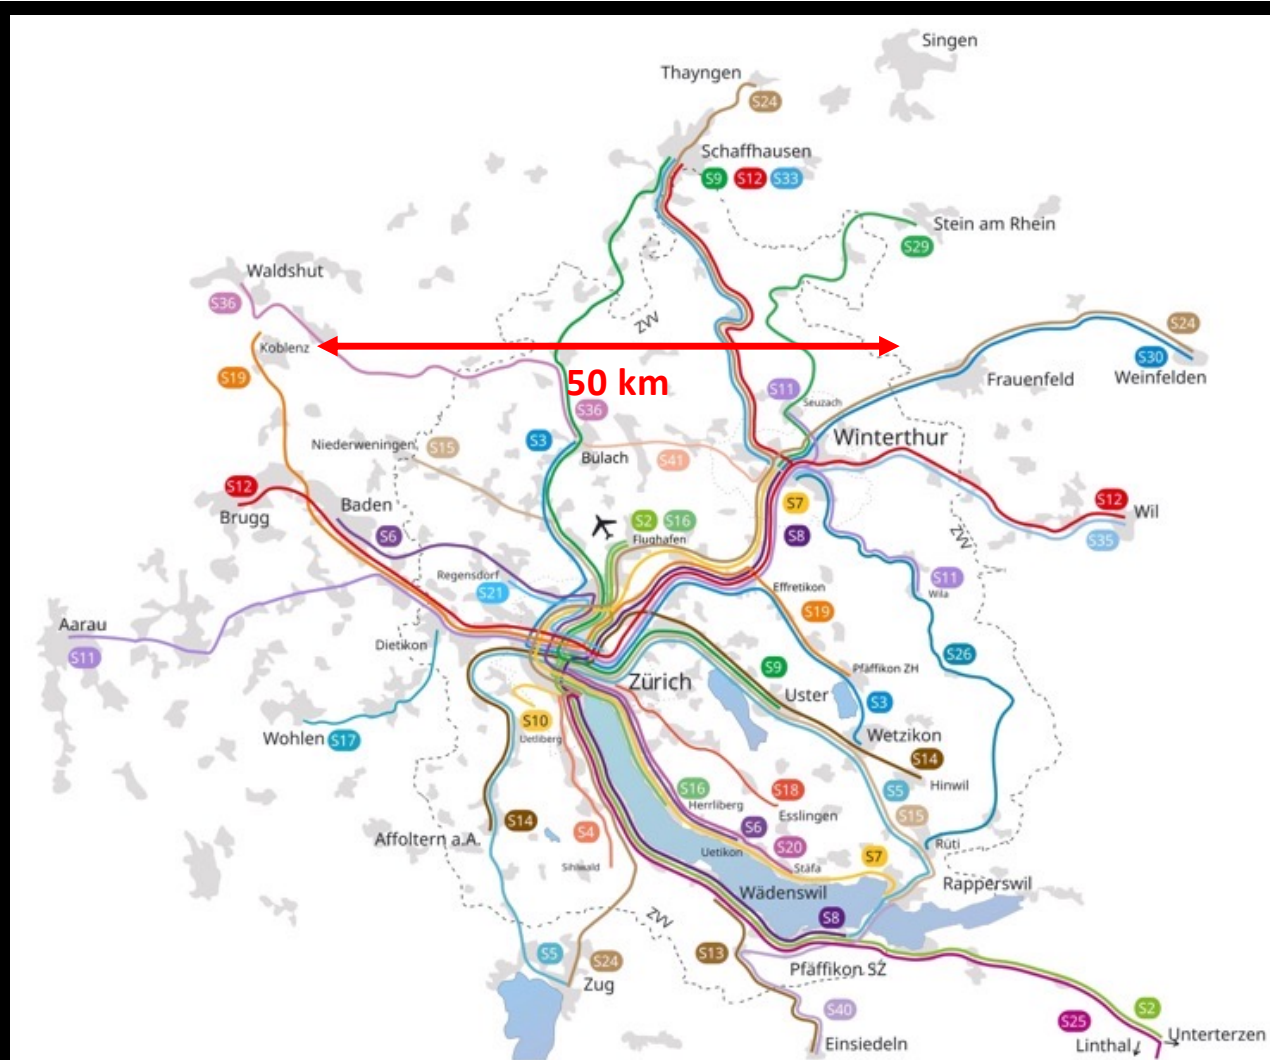 Singen
Thayngen
S24
Schaffhausen
S9 S12 S33
Stein am Rhein
S29
Waldshut
S36
ZVV
S24
Koblenz
S19
50 km
S30
Weinfelden
Frauenfeld
S11
Seuzach
S36
Niederweningen S15
S3
Bülach
S41
Winterthur
S12
Brugg
Baden
S6
S7
S8
S12
Wil
S35
ZVV
S2 S16
Flughafen
Regensdorf
S21
Effretikon
S19
S11
Wila
Aarau
S11
Dietikon
S26
Zürich
S9
Uster
Pfäffikon ZH
S3
Wetzikon
Wohlen S17
S10
Uetliberg
S14
Hinwil
S16
Herrliberg
S18
Esslingen
S5
S15
S14
Affoltern a.A.
S4
Sihlwald
S6
Uetikon
S20
Stäfa
S7
Rüti
Rapperswil
Wädenswil
S8
ZVV
S13
S5
S24
Zug
Pfäffikon SZ
S40
Einsiedeln
S25
Linthal
S2
Unterterzen